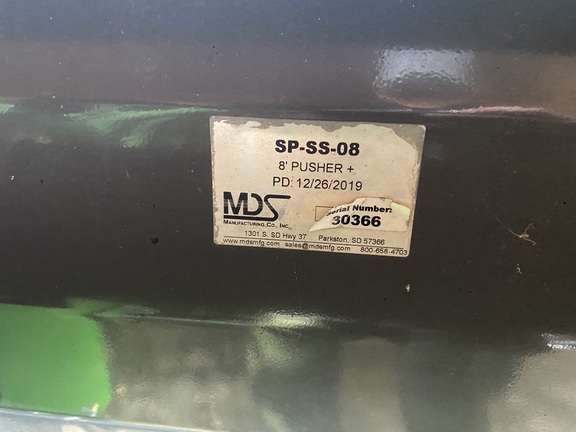 SP-SS-08
8' PUSHER +
PD: 12/26/2019
MDS
MANUFACTURING CO., INC.
Serial Number:
30366
1301 S. SD Hwy 37 Parkston, SD 57366
www.mdsmfg.com sales@mdsmfg.com 800-658-4703